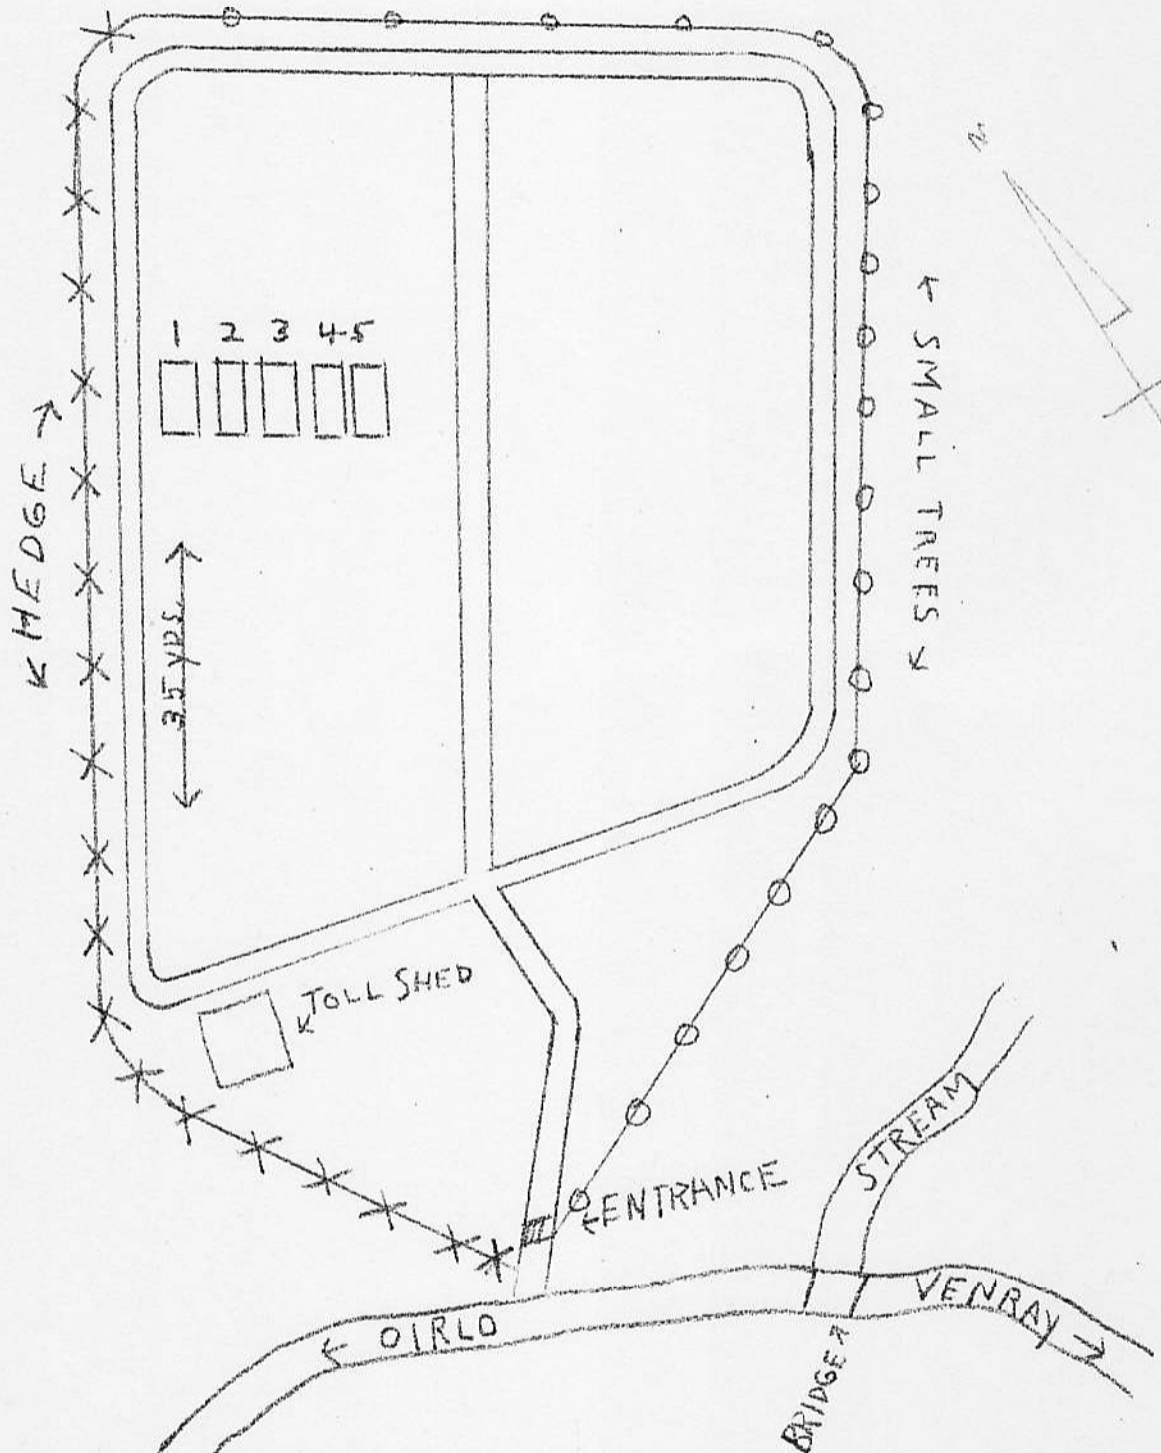 N
1 2 3 4 5
HEDGE
SMALL TREES
35 YDS.
TOLL SHED
STREAM
ENTRANCE
OIRLO
VENRAY
BRIDGE